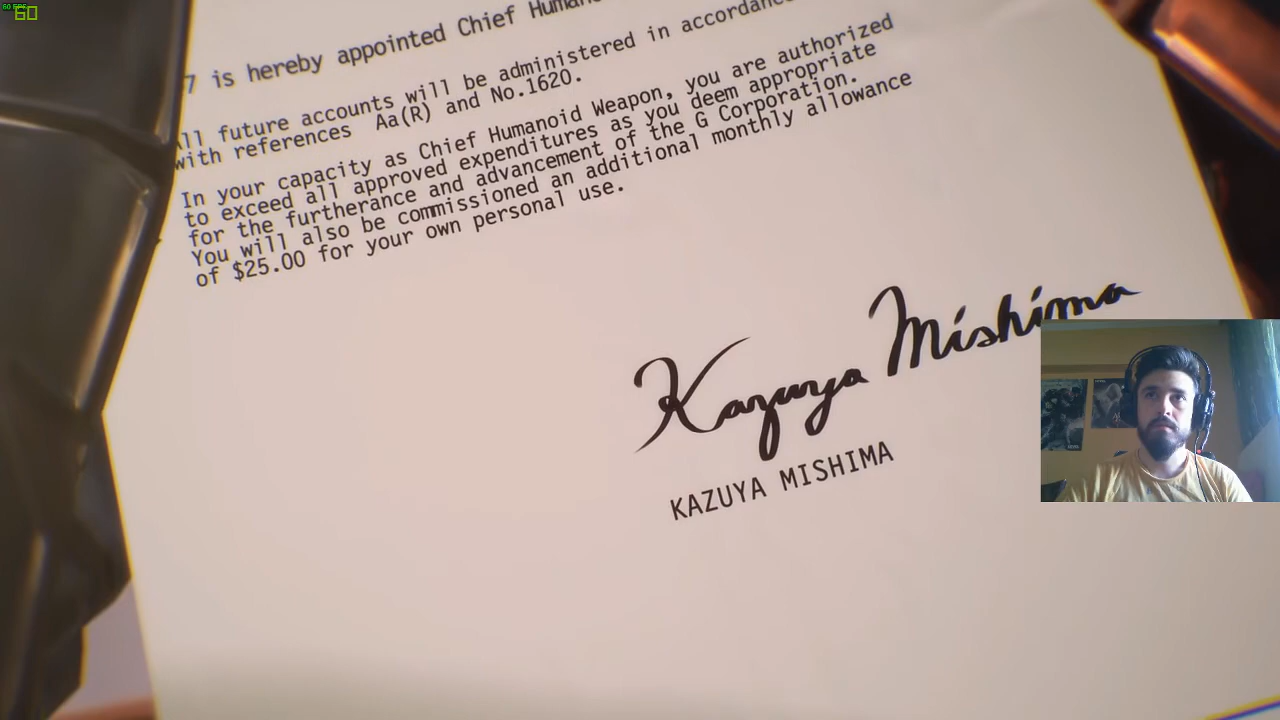 60 FPS
60
7 is hereby appointed Chief
All future accounts will be administered in
with references Aa(R) and No.1620.
In your capacity as Chief Humanoid Weapon, you are authorized
to exceed all approved expenditures as you deem appropriate
for the furtherance and advancement of the G Corporation.
You will also be commissioned an additional monthly allowance
of $25.00 for your own personal use.
Kazuya Mishima
KAZUYA MISHIMA